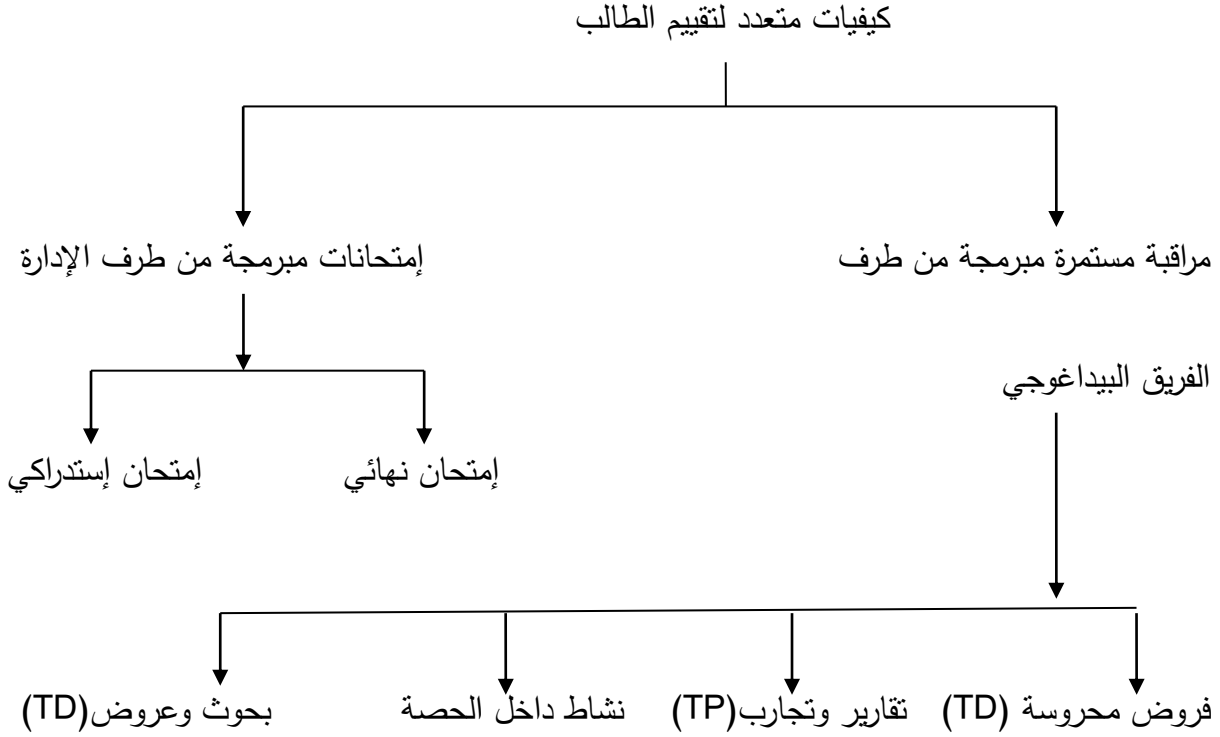 كيفيات متعدد لتقييم الطالب
مراقبة مستمرة مبرمجة من طرف
إمتحانات مبرمجة من طرف الإدارة
الفريق البيداغوجي
إمتحان نهائي
إمتحان إستدراكي
فروض محروسة (TD)
تقارير وتجارب(TP)
نشاط داخل الحصة
بحوث وعروض(TD)